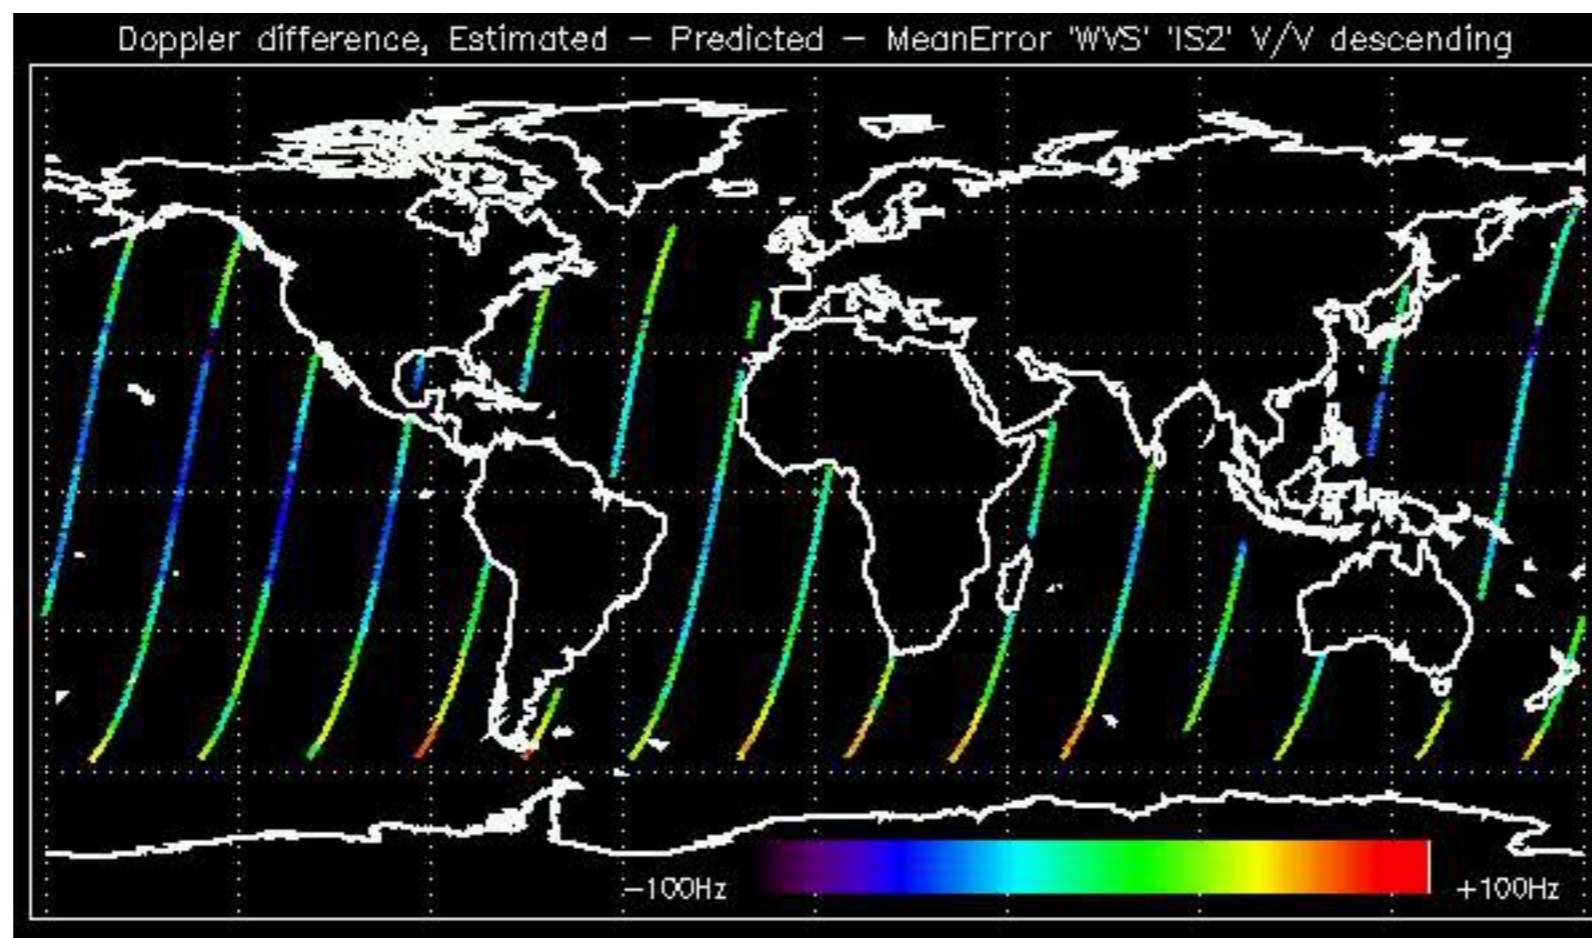 Doppler difference, Estimated – Predicted – MeanError 'WVS' 'IS2' V/V descending
–100Hz
+100Hz